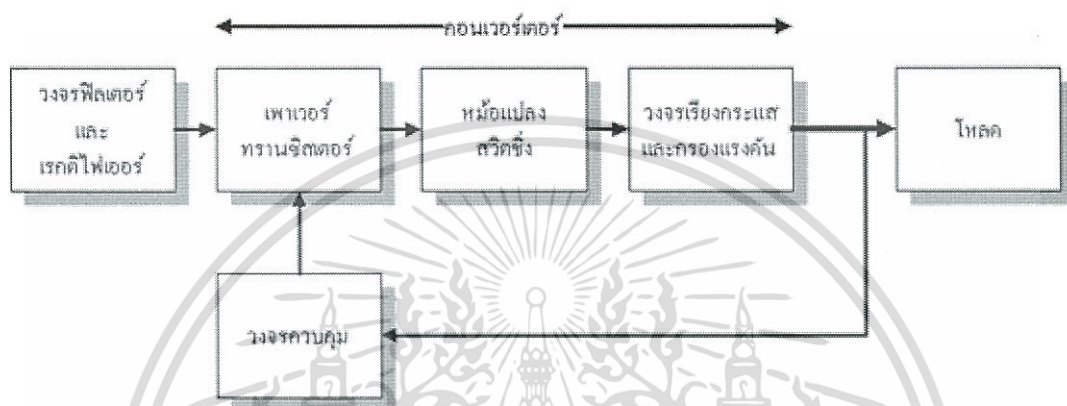 คอนเวอร์เตอร์
วงจรฟิลเตอร์
และ
เรกติไฟเออร์
เพาเวอร์
ทรานซิสเตอร์
หม้อแปลง
สวิตชิ่ง
วงจรเรียงกระแส
และกรองแรงดัน
โหลด
วงจรควบคุม